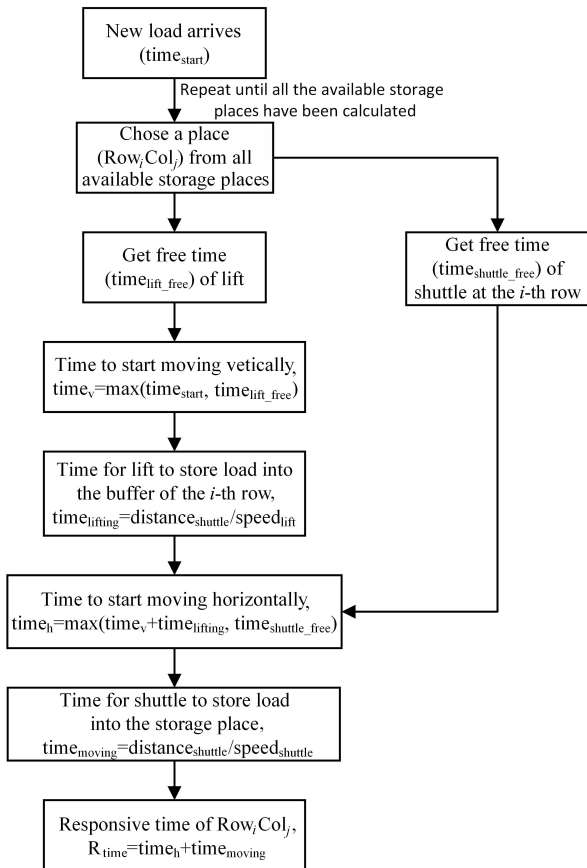 New load arrives
(time_start)
Repeat until all the available storage
places have been calculated
Chose a place
(Row_iCol_j) from all
available storage places
Get free time
(time_lift_free) of lift
Get free time
(time_shuttle_free) of
shuttle at the i-th row
Time to start moving vetically,
time_v=max(time_start, time_lift_free)
Time for lift to store load into
the buffer of the i-th row,
time_lifting=distance_shuttle/speed_lift
Time to start moving horizontally,
time_h=max(time_v+time_lifting, time_shuttle_free)
Time for shuttle to store load
into the storage place,
time_moving=distance_shuttle/speed_shuttle
Responsive time of Row_iCol_j,
R_time=time_h+time_moving